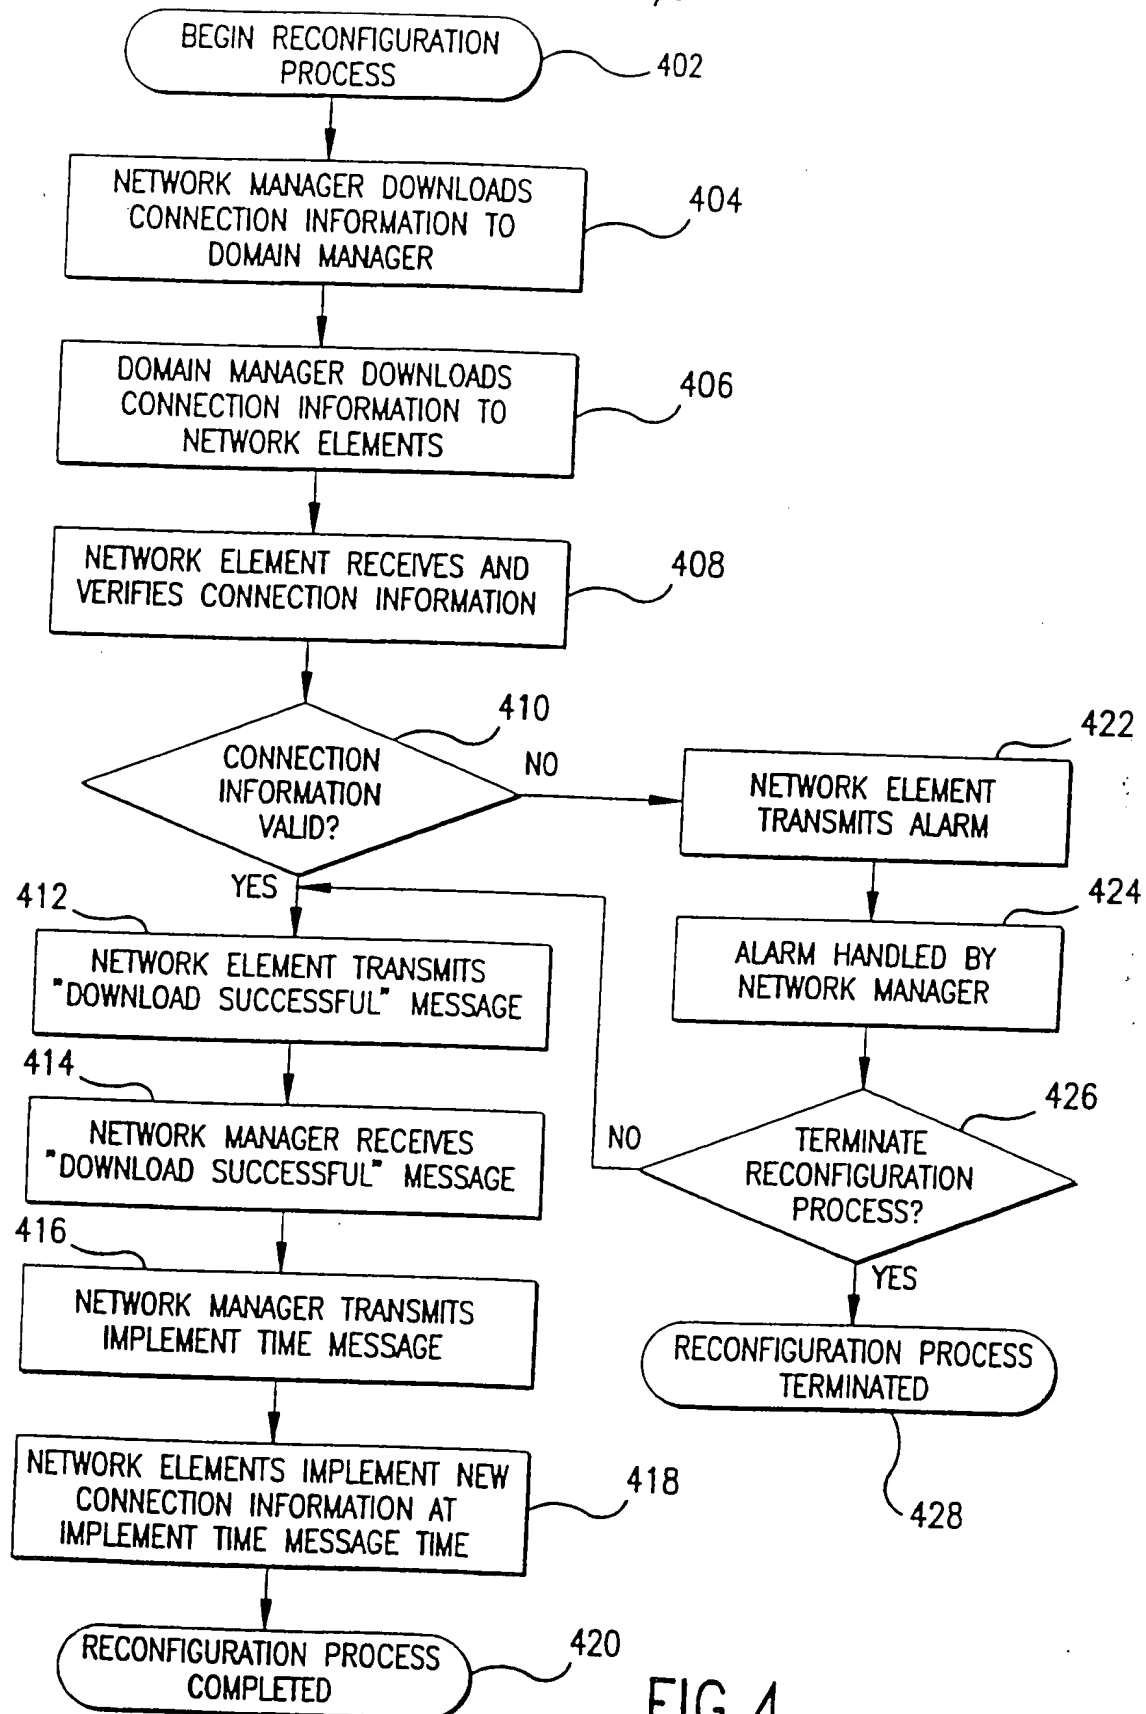 BEGIN RECONFIGURATION
PROCESS
402
NETWORK MANAGER DOWNLOADS
CONNECTION INFORMATION TO
DOMAIN MANAGER
404
DOMAIN MANAGER DOWNLOADS
CONNECTION INFORMATION TO
NETWORK ELEMENTS
406
NETWORK ELEMENT RECEIVES AND
VERIFIES CONNECTION INFORMATION
408
410
CONNECTION
INFORMATION
VALID?
NO
YES
422
NETWORK ELEMENT
TRANSMITS ALARM
424
ALARM HANDLED BY
NETWORK MANAGER
426
TERMINATE
RECONFIGURATION
PROCESS?
NO
YES
RECONFIGURATION PROCESS
TERMINATED
428
412
NETWORK ELEMENT TRANSMITS
"DOWNLOAD SUCCESSFUL" MESSAGE
414
NETWORK MANAGER RECEIVES
"DOWNLOAD SUCCESSFUL" MESSAGE
416
NETWORK MANAGER TRANSMITS
IMPLEMENT TIME MESSAGE
NETWORK ELEMENTS IMPLEMENT NEW
CONNECTION INFORMATION AT
IMPLEMENT TIME MESSAGE TIME
418
RECONFIGURATION PROCESS
COMPLETED
420
FIG. 4